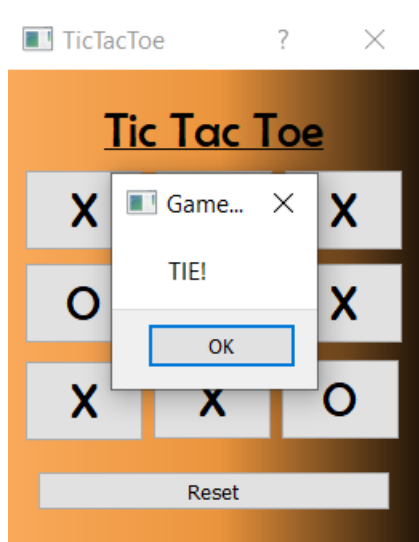 TicTacToe ? ×
Tic Tac Toe
X X
Game... ×
TIE!
O X
OK
X X O
Reset